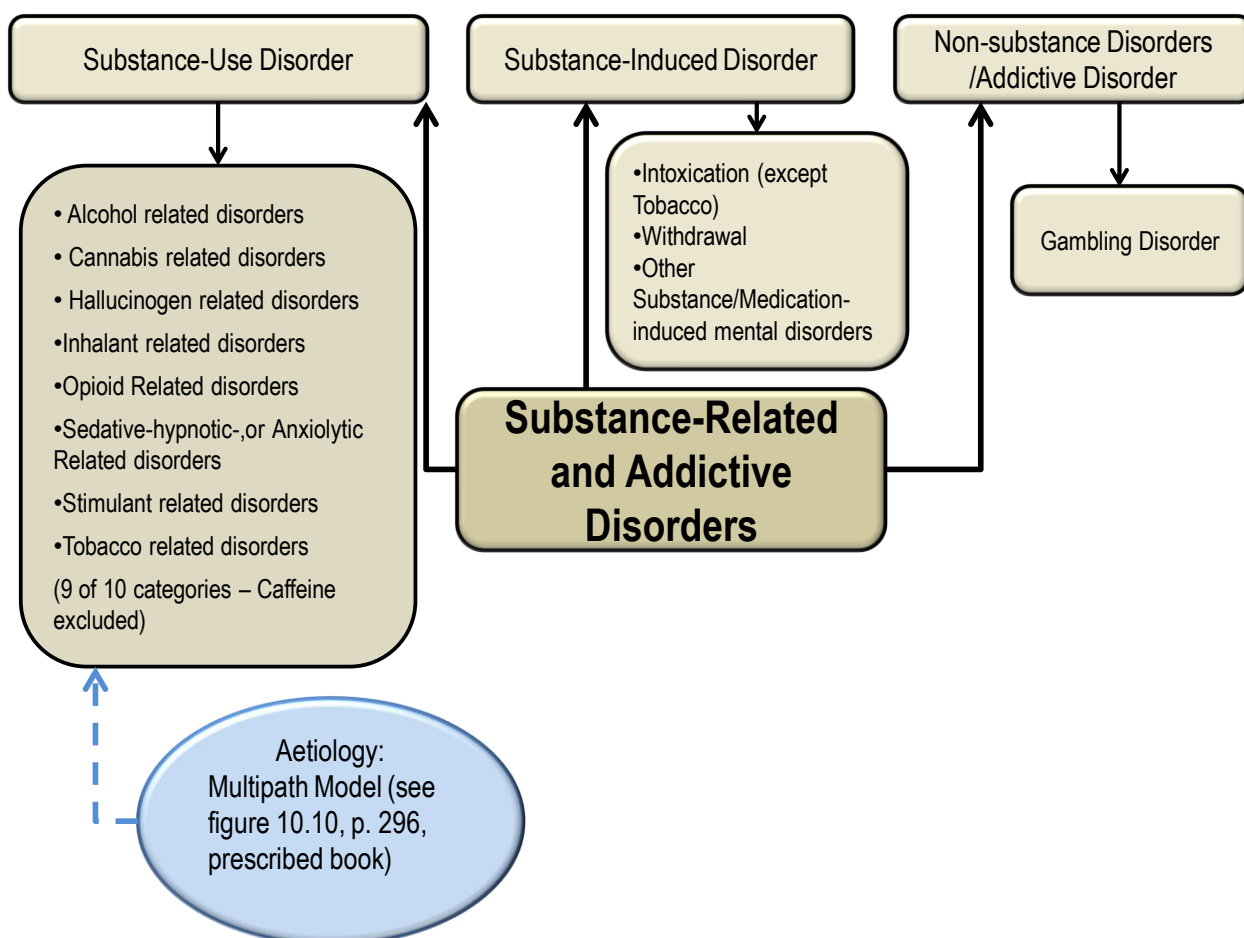 Substance-Use Disorder
Substance-Induced Disorder
Non-substance Disorders
/Addictive Disorder
• Alcohol related disorders
• Cannabis related disorders
• Hallucinogen related disorders
•Inhalant related disorders
•Opioid Related disorders
•Sedative-hypnotic-,or Anxiolytic
Related disorders
•Stimulant related disorders
•Tobacco related disorders
(9 of 10 categories – Caffeine
excluded)
•Intoxication (except
Tobacco)
•Withdrawal
•Other
Substance/Medication-
induced mental disorders
Gambling Disorder
Substance-Related
and Addictive
Disorders
Aetiology:
Multipath Model (see
figure 10.10, p. 296,
prescribed book)